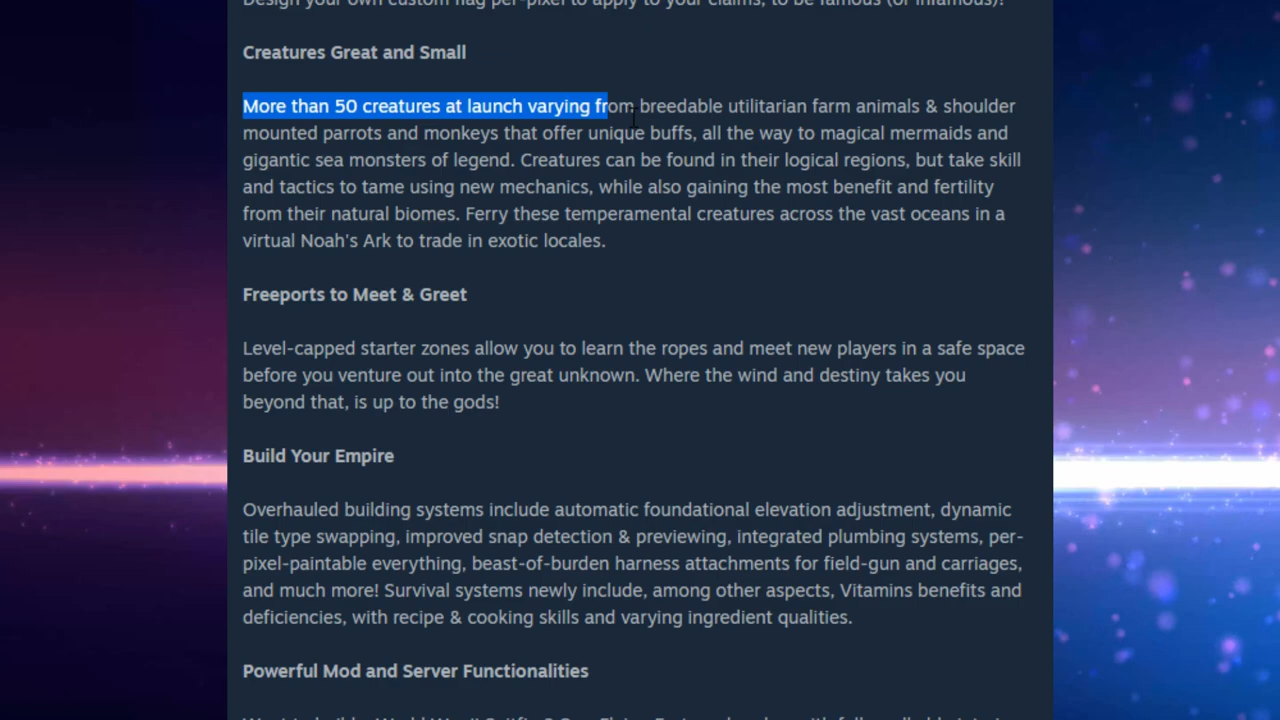 Design your own custom flag per-pixel to apply to your claims, to be famous (or infamous)!
Creatures Great and Small
More than 50 creatures at launch varying from breedable utilitarian farm animals & shoulder
mounted parrots and monkeys that offer unique buffs, all the way to magical mermaids and
gigantic sea monsters of legend. Creatures can be found in their logical regions, but take skill
and tactics to tame using new mechanics, while also gaining the most benefit and fertility
from their natural biomes. Ferry these temperamental creatures across the vast oceans in a
virtual Noah's Ark to trade in exotic locales.
Freeports to Meet & Greet
Level-capped starter zones allow you to learn the ropes and meet new players in a safe space
before you venture out into the great unknown. Where the wind and destiny takes you
beyond that, is up to the gods!
Build Your Empire
Overhauled building systems include automatic foundational elevation adjustment, dynamic
tile type swapping, improved snap detection & previewing, integrated plumbing systems, per-
pixel-paintable everything, beast-of-burden harness attachments for field-gun and carriages,
and much more! Survival systems newly include, among other aspects, Vitamins benefits and
deficiencies, with recipe & cooking skills and varying ingredient qualities.
Powerful Mod and Server Functionalities